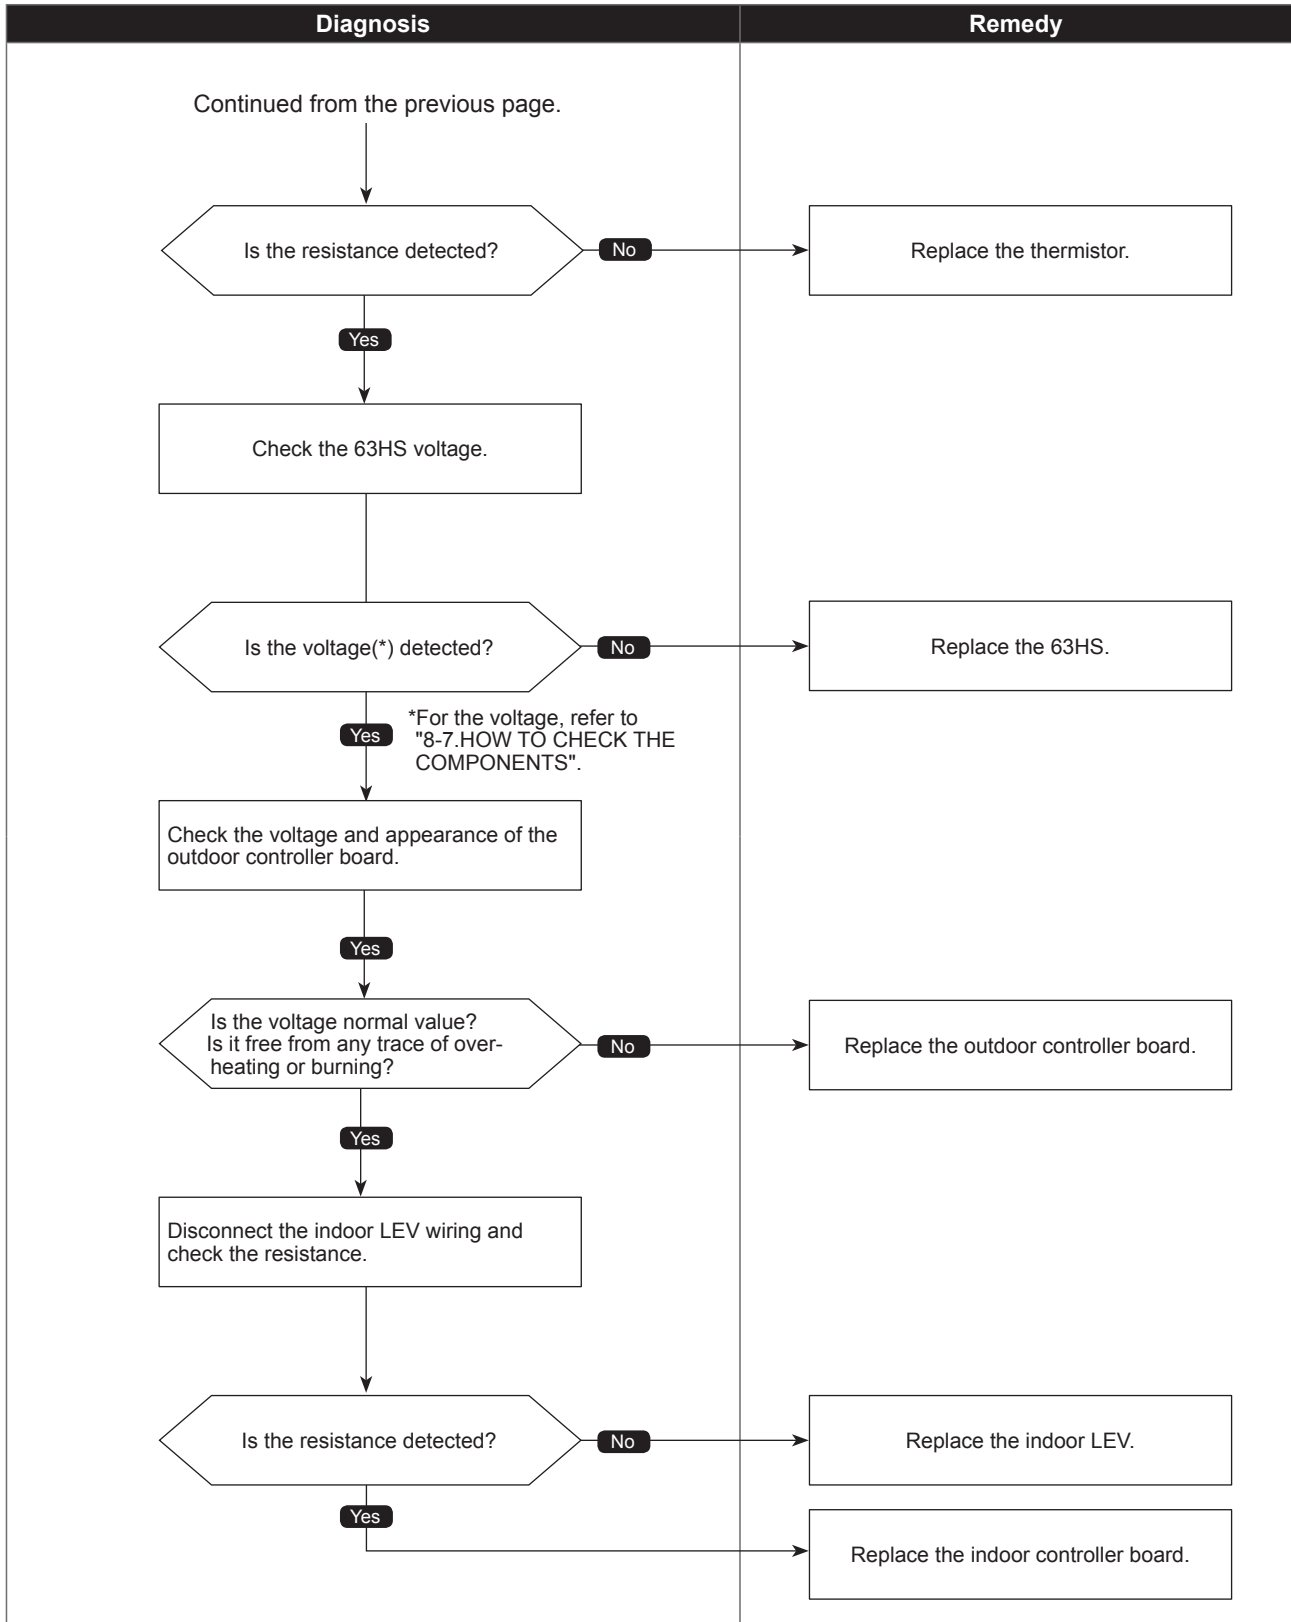 Diagnosis
Remedy
Continued from the previous page.
Is the resistance detected?
No
Replace the thermistor.
Yes
Check the 63HS voltage.
Is the voltage(*) detected?
No
Replace the 63HS.
Yes
*For the voltage, refer to
"8-7.HOW TO CHECK THE
COMPONENTS".
Check the voltage and appearance of the
outdoor controller board.
Yes
Is the voltage normal value?
Is it free from any trace of over-
heating or burning?
No
Replace the outdoor controller board.
Yes
Disconnect the indoor LEV wiring and
check the resistance.
Is the resistance detected?
No
Replace the indoor LEV.
Yes
Replace the indoor controller board.